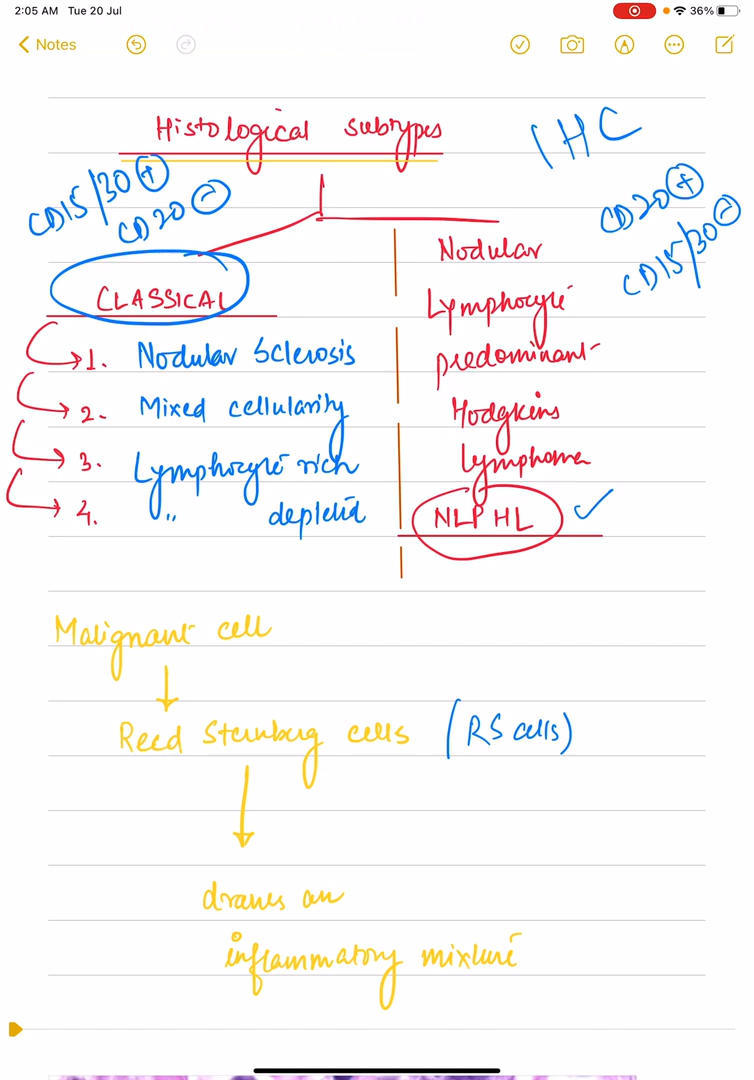 2:05 AM Tue 20 Jul
36%
Notes
Histological subtypes
IHC
CD15/30 +
CD20 -
CD20 +
CD15/30 -
CLASSICAL
1. Nodular Sclerosis
2. Mixed cellularity
3. Lymphocyte rich
4. " depleted
Nodular
Lymphocyte
predominant
Hodgkins
Lymphoma
NLPHL ✓
Malignant cell
Reed Sternberg cells (RS cells)
draws an
inflammatory mixture